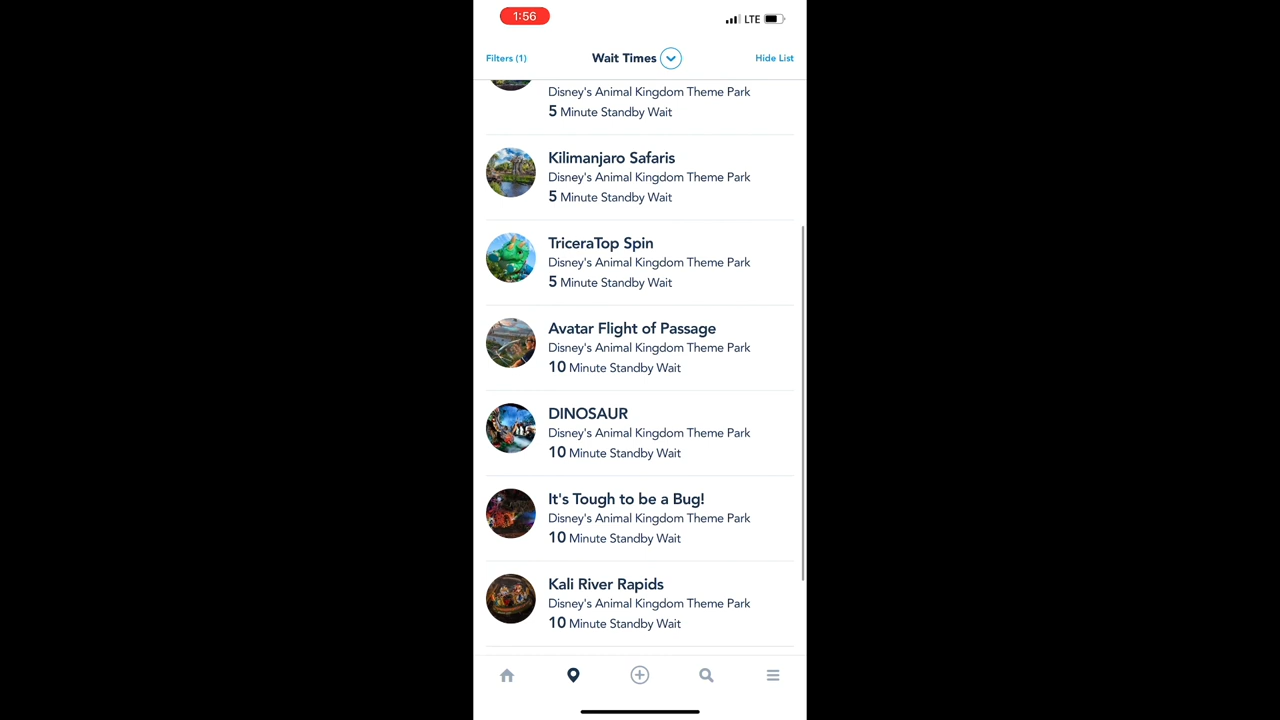 1:56
LTE
Filters (1)
Wait Times
Hide List
Disney's Animal Kingdom Theme Park
5 Minute Standby Wait
Kilimanjaro Safaris
Disney's Animal Kingdom Theme Park
5 Minute Standby Wait
TriceraTop Spin
Disney's Animal Kingdom Theme Park
5 Minute Standby Wait
Avatar Flight of Passage
Disney's Animal Kingdom Theme Park
10 Minute Standby Wait
DINOSAUR
Disney's Animal Kingdom Theme Park
10 Minute Standby Wait
It's Tough to be a Bug!
Disney's Animal Kingdom Theme Park
10 Minute Standby Wait
Kali River Rapids
Disney's Animal Kingdom Theme Park
10 Minute Standby Wait